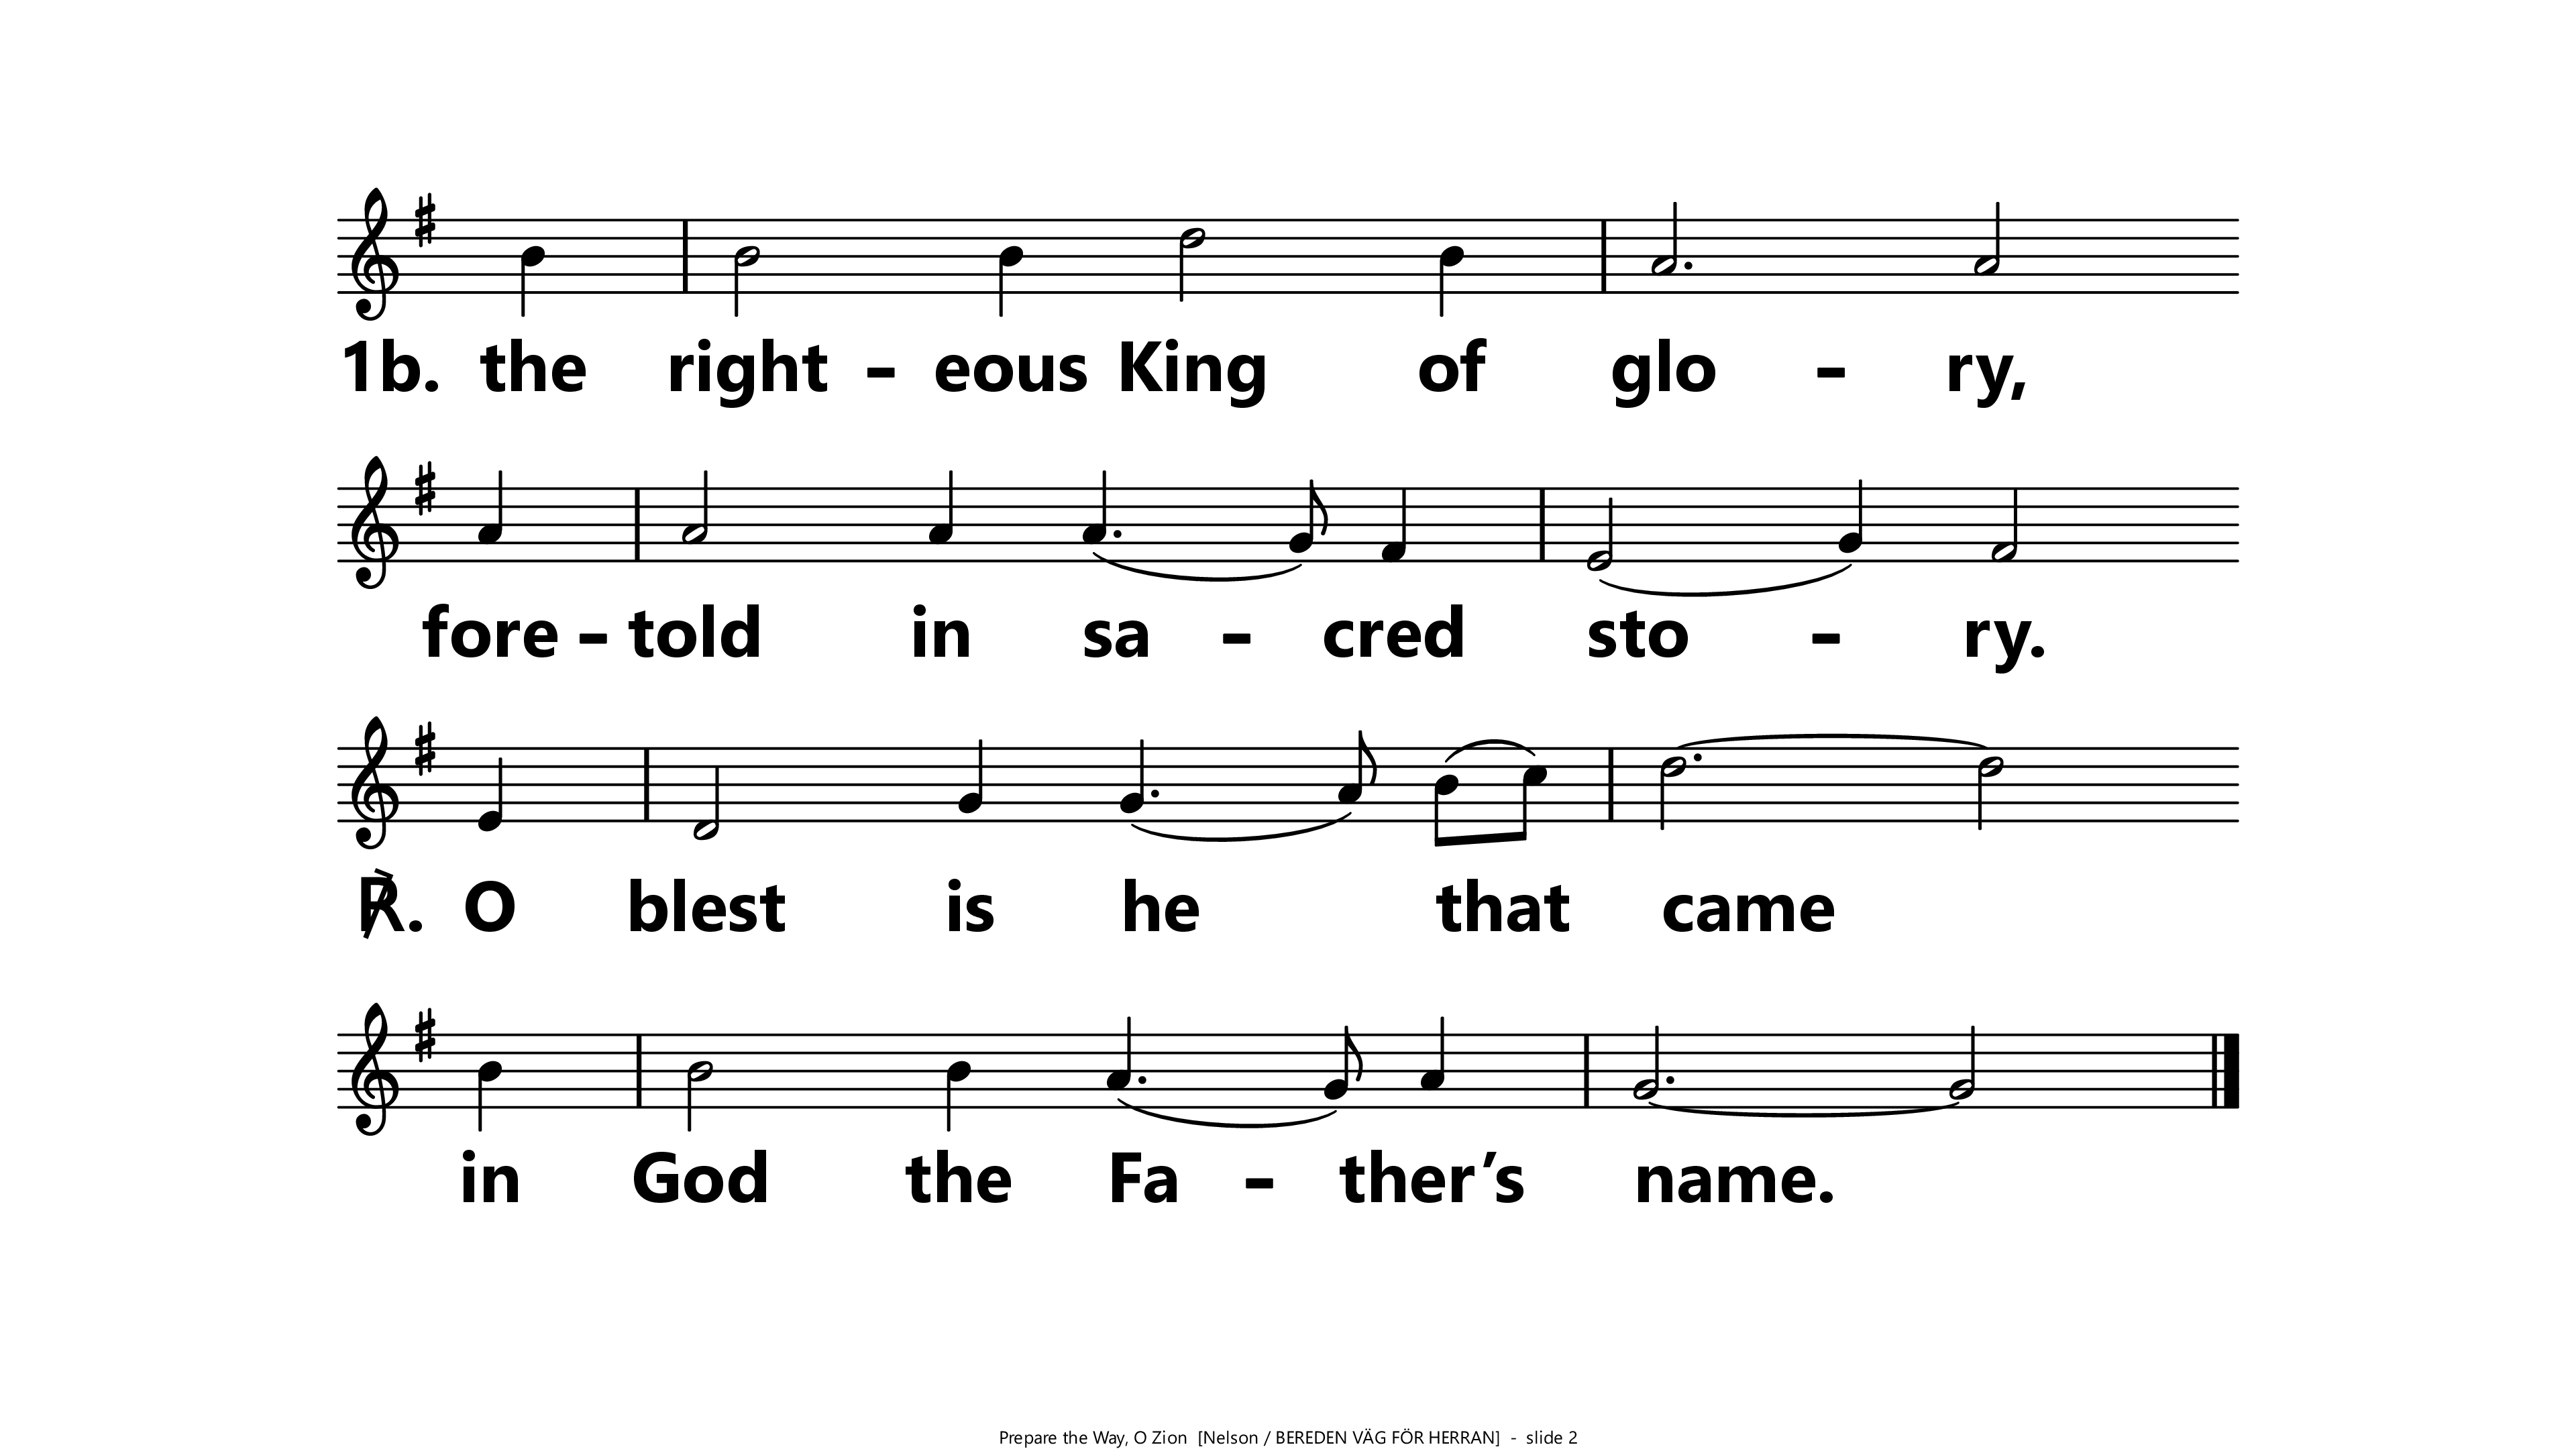 1b. the right - eous King of glo - ry,
fore - told in sa - cred sto - ry.
℟. O blest is he that came
in God the Fa - ther’s name.
Prepare the Way, O Zion [Nelson / BEREDEN VÄG FÖR HERRAN] - slide 2